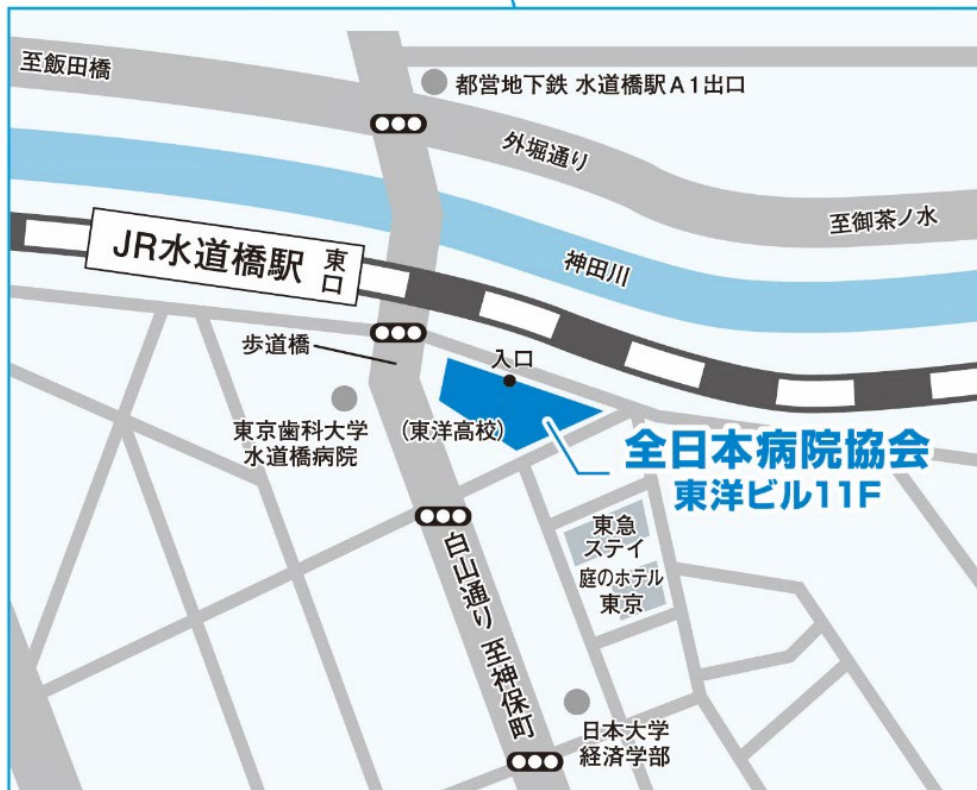 至飯田橋
都営地下鉄 水道橋駅A1出口
外堀通り
至御茶ノ水
神田川
JR水道橋駅 東口
歩道橋
入口
東京歯科大学
水道橋病院
(東洋高校)
全日本病院協会
東洋ビル11F
東急
ステイ
庭のホテル
東京
白山通り 至神保町
日本大学
経済学部